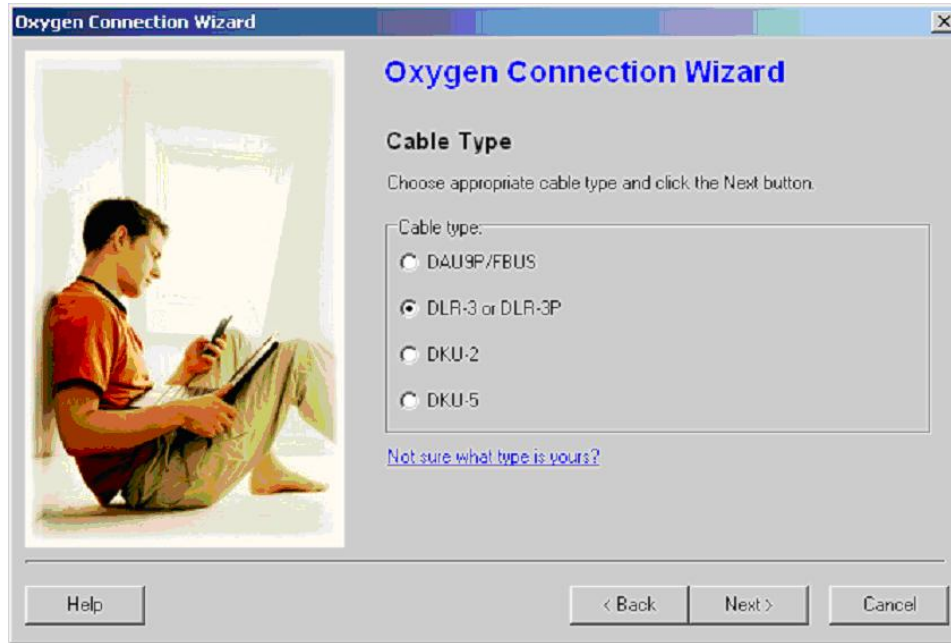 Oxygen Connection Wizard
Oxygen Connection Wizard
Cable Type
Choose appropriate cable type and click the Next button.
Cable type:
DAU9P/FBUS
DLR-3 or DLR-3P
DKU-2
DKU-5
Not sure what type is yours?
Help
< Back
Next >
Cancel